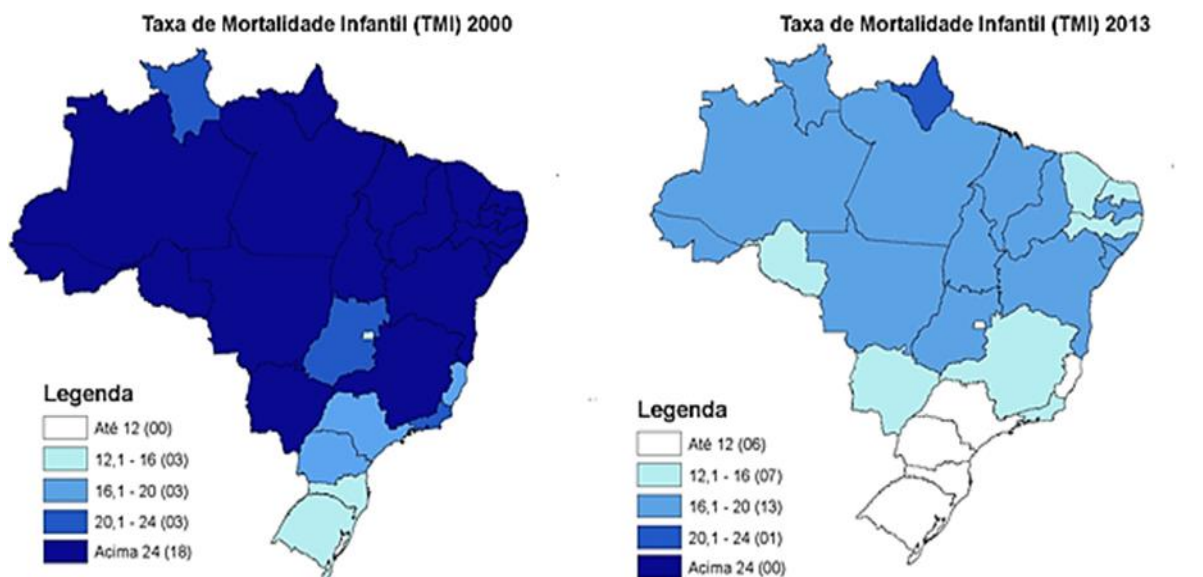 Taxa de Mortalidade Infantil (TMI) 2000
Legenda
Até 12 (00)
12,1 - 16 (03)
16,1 - 20 (03)
20,1 - 24 (03)
Acima 24 (18)
Taxa de Mortalidade Infantil (TMI) 2013
Legenda
Até 12 (06)
12,1 - 16 (07)
16,1 - 20 (13)
20,1 - 24 (01)
Acima 24 (00)